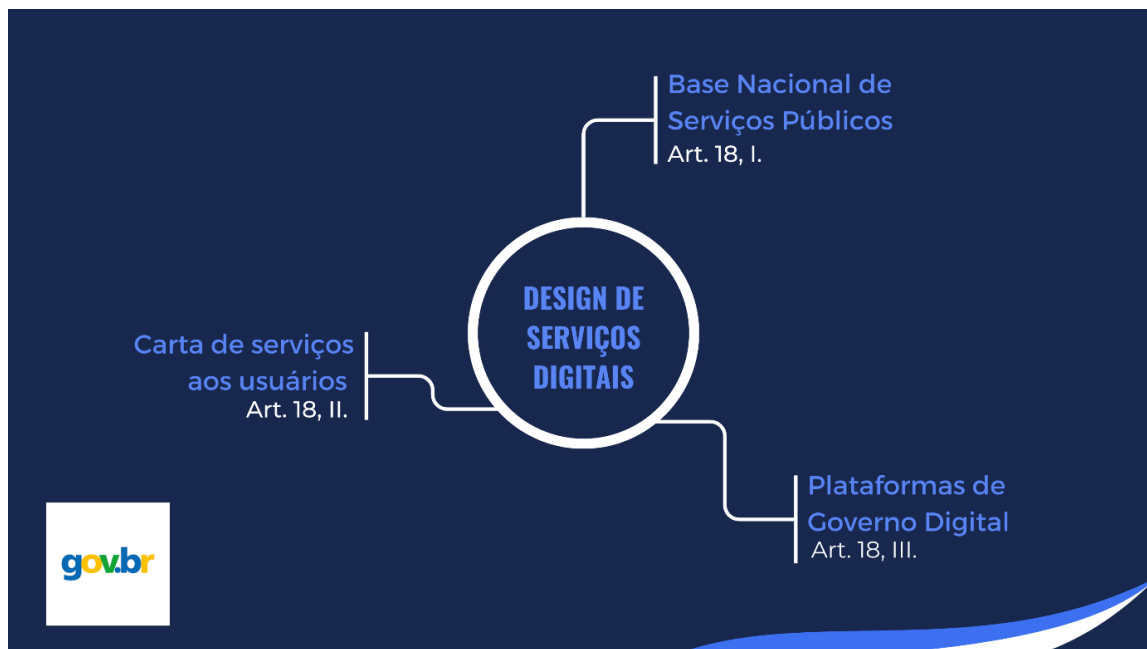 Base Nacional de
Serviços Públicos
Art. 18, I.
DESIGN DE
SERVIÇOS
DIGITAIS
Carta de serviços
aos usuários
Art. 18, II.
Plataformas de
Governo Digital
Art. 18, III.
gov.br